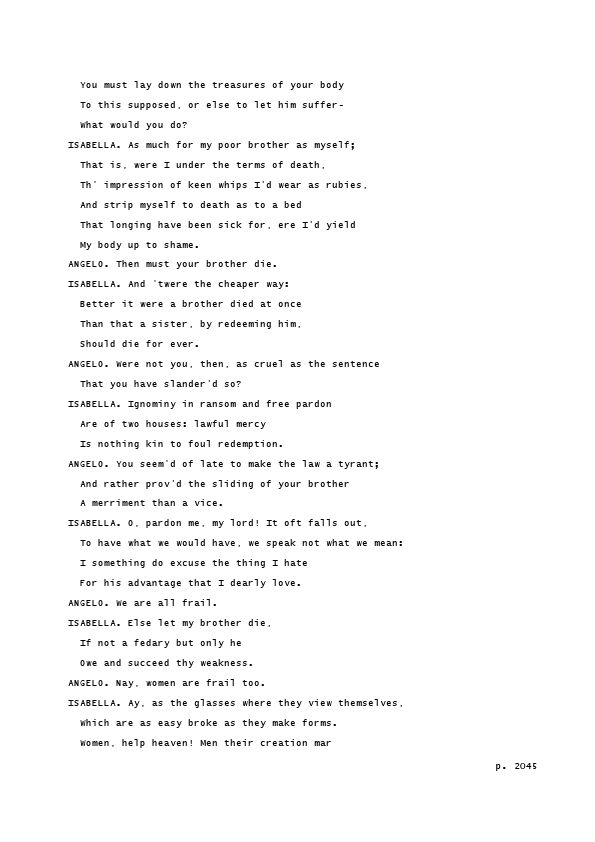 You must lay down the treasures of your body
To this supposed, or else to let him suffer-
What would you do?
ISABELLA. As much for my poor brother as myself;
That is, were I under the terms of death,
Th' impression of keen whips I'd wear as rubies,
And strip myself to death as to a bed
That longing have been sick for, ere I'd yield
My body up to shame.
ANGELO. Then must your brother die.
ISABELLA. And 'twere the cheaper way:
Better it were a brother died at once
Than that a sister, by redeeming him,
Should die for ever.
ANGELO. Were not you, then, as cruel as the sentence
That you have slander'd so?
ISABELLA. Ignominy in ransom and free pardon
Are of two houses: lawful mercy
Is nothing kin to foul redemption.
ANGELO. You seem'd of late to make the law a tyrant;
And rather prov'd the sliding of your brother
A merriment than a vice.
ISABELLA. O, pardon me, my lord! It oft falls out,
To have what we would have, we speak not what we mean:
I something do excuse the thing I hate
For his advantage that I dearly love.
ANGELO. We are all frail.
ISABELLA. Else let my brother die,
If not a fedary but only he
Owe and succeed thy weakness.
ANGELO. Nay, women are frail too.
ISABELLA. Ay, as the glasses where they view themselves,
Which are as easy broke as they make forms.
Women, help heaven! Men their creation mar
p. 2045